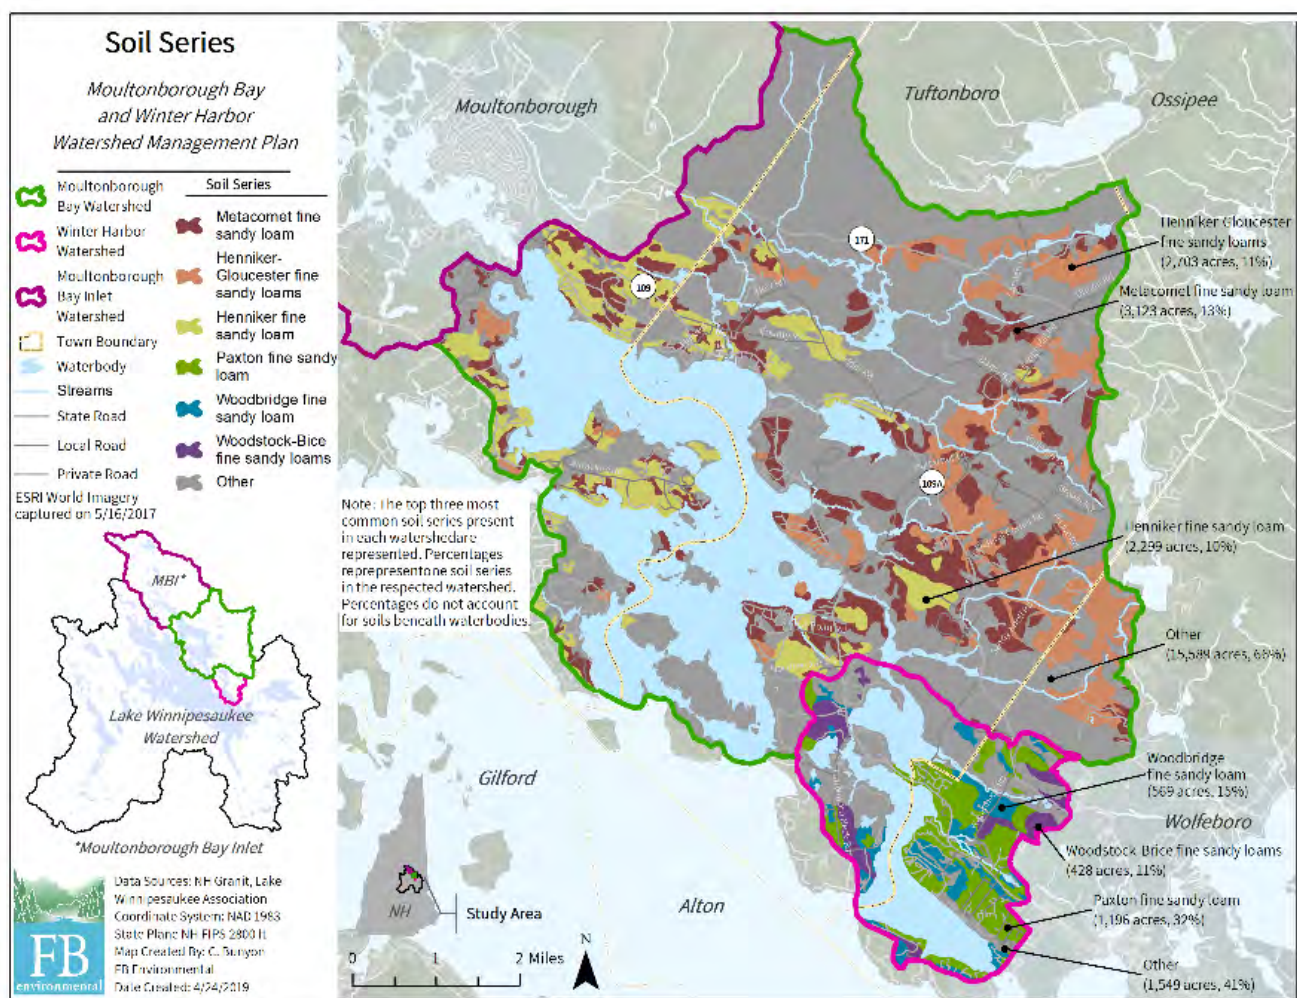 Soil Series
Moultonborough Bay
and Winter Harbor
Watershed Management Plan
Moultonborough
Bay Watershed
Winter Harbor
Watershed
Moultonborough
Bay Inlet
Watershed
Town Boundary
Waterbody
Streams
State Road
Local Road
Private Road
ESRI World Imagery
captured on 5/16/2017
Soil Series
Metacomet fine
sandy loam
Henniker-
Gloucester fine
sandy loams
Henniker fine
sandy loam
Paxton fine sandy
loam
Woodbridge fine
sandy loam
Woodstock-Bice
fine sandy loams
Other
MBI*
Lake Winnipesaukee
Watershed
*Moultonborough Bay Inlet
FB
environmental
Data Sources: NH Granit, Lake
Winnipesaukee Association
Coordinate System: NAD 1983
State Plane NH FIPS 2800 ft
Map Created By: C. Bunyon
FB Environmental
Date Created: 4/24/2019
Moultonborough
Tuftonboro
Ossipee
171
109
109A
Henniker Gloucester
fine sandy loams
(2,703 acres, 11%)
Metacomet fine sandy loam
(3,123 acres, 13%)
Note: The top three most
common soil series present
in each watershedare
represented. Percentages
reprepresentone soil series
in the respected watershed.
Percentages do not account
for soils beneath waterbodies.
Henniker fine sandy loam
(2,299 acres, 10%)
Other
(15,589 acres, 66%)
Woodbridge
fine sandy loam
(569 acres, 15%)
Wolfeboro
Woodstock-Brice fine sandy loams
(428 acres, 11%)
Paxton fine sandy loam
(1,196 acres, 32%)
Other
(1,549 acres, 41%)
Gilford
Alton
NH
Study Area
0 1 2 Miles
N